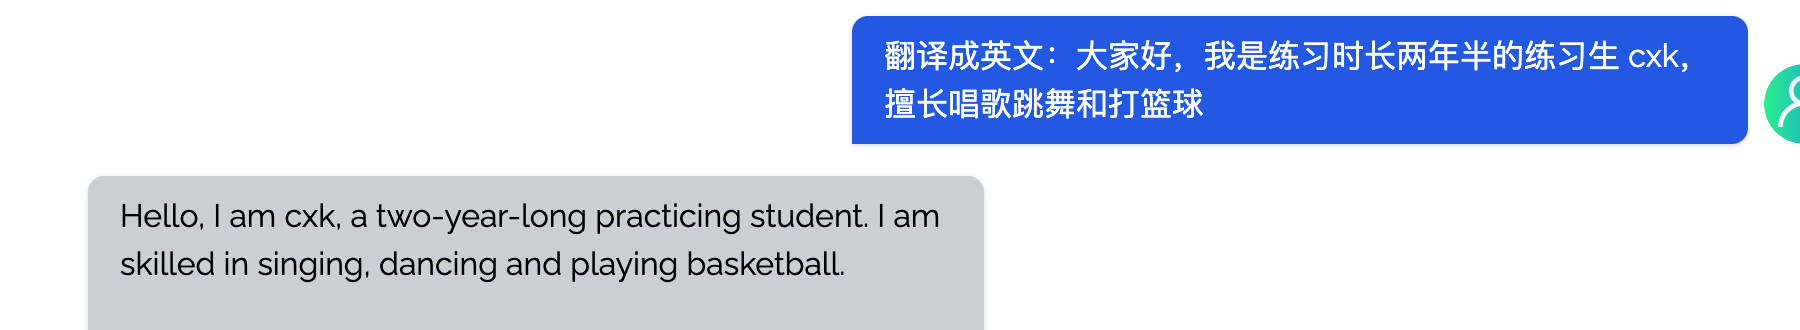 翻译成英文：大家好，我是练习时长两年半的练习生 cxk，
擅长唱歌跳舞和打篮球
Hello, I am cxk, a two-year-long practicing student. I am
skilled in singing, dancing and playing basketball.